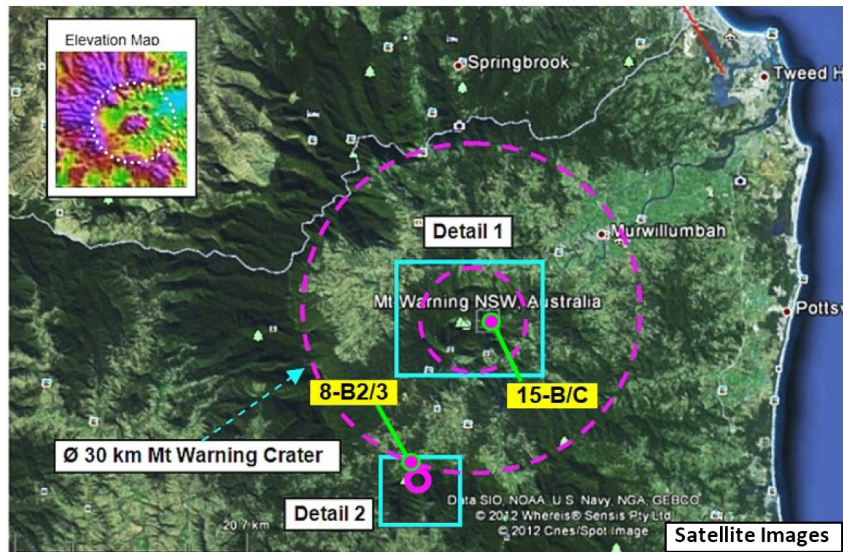 Elevation Map
Springbrook
Tweed H
Detail 1
Murwillumbah
Mt Warning NSW, Australia
Pottsv
8-B2/3
15-B/C
Ø 30 km Mt Warning Crater
Detail 2
Data SIO, NOAA, U.S. Navy, NGA, GEBCO
© 2012 Whereis® Sensis Pty Ltd
© 2012 Cnes/Spot Image
20.7 km
Satellite Images